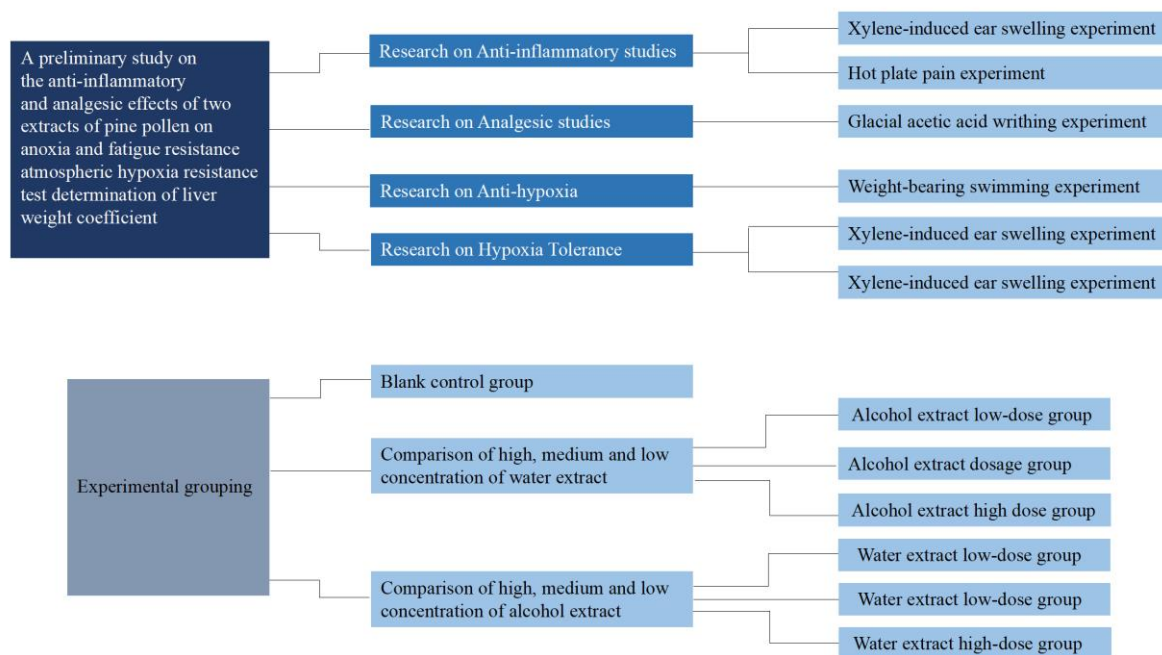 A preliminary study on
the anti-inflammatory
and analgesic effects of two
extracts of pine pollen on
anoxia and fatigue resistance
atmospheric hypoxia resistance
test determination of liver
weight coefficient
Research on Anti-inflammatory studies
Research on Analgesic studies
Research on Anti-hypoxia
Research on Hypoxia Tolerance
Xylene-induced ear swelling experiment
Hot plate pain experiment
Glacial acetic acid writhing experiment
Weight-bearing swimming experiment
Xylene-induced ear swelling experiment
Xylene-induced ear swelling experiment
Experimental grouping
Blank control group
Comparison of high, medium and low
concentration of water extract
Comparison of high, medium and low
concentration of alcohol extract
Alcohol extract low-dose group
Alcohol extract dosage group
Alcohol extract high dose group
Water extract low-dose group
Water extract low-dose group
Water extract high-dose group